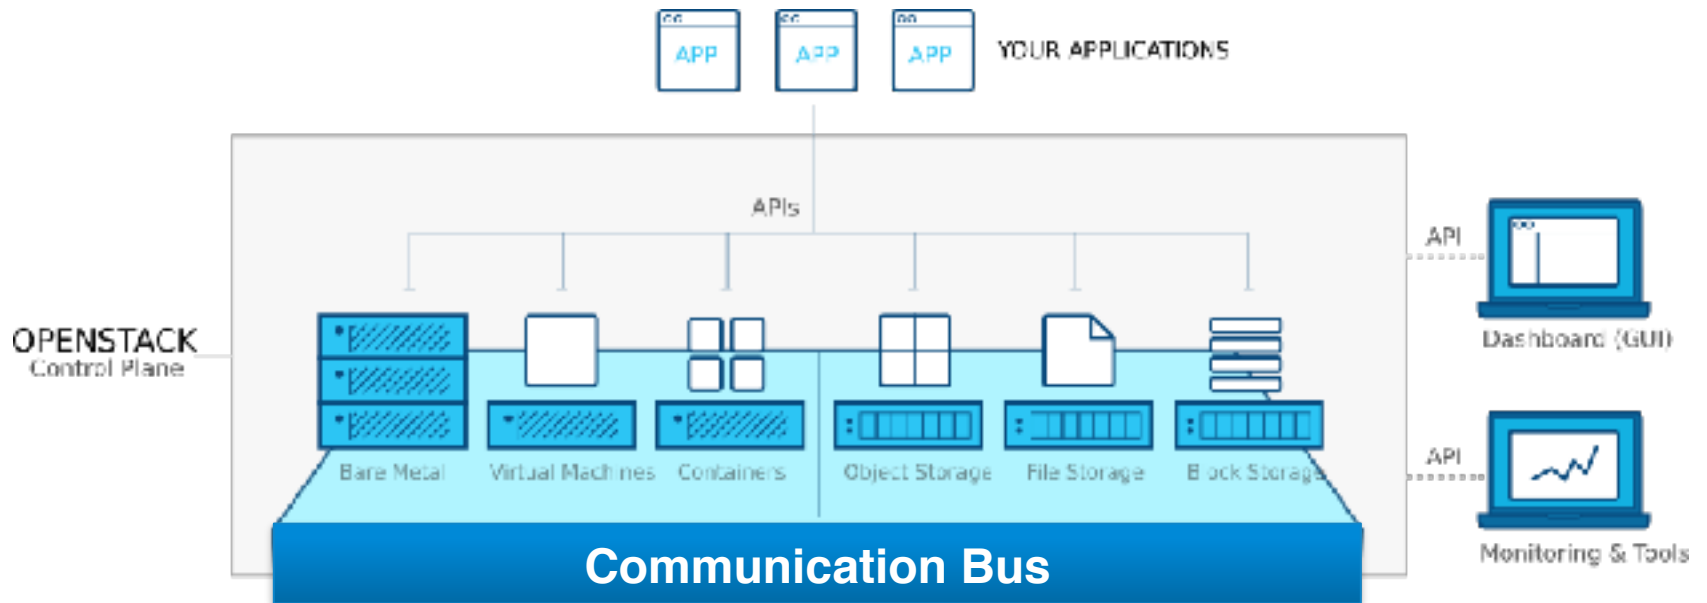 APP
APP
APP
YOUR APPLICATIONS
APIs
API
OPENSTACK
Control Plane
Dashboard (GUI)
Bare Metal
Virtual Machines
Containers
Object Storage
File Storage
Block Storage
API
Monitoring & Tools
Communication Bus